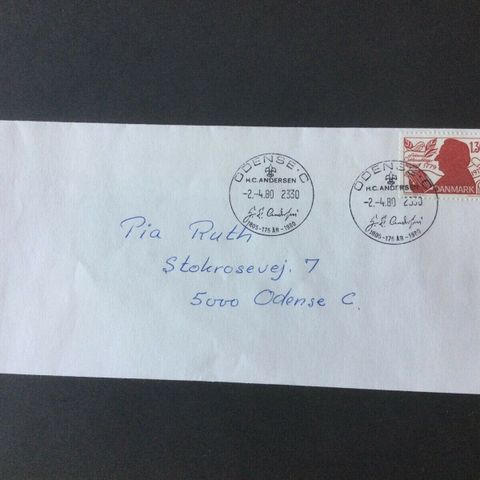 ODENSE·C
H.C. ANDERSEN
-2.-4.80 2330
1805-175 ÅR-1980
ODENSE·C
H.C. ANDERSEN
-2.-4.80 2330
1805-175 ÅR-1980
1779
DANMARK
Pia Ruth
Stokrosevej. 7
5000 Odense C.